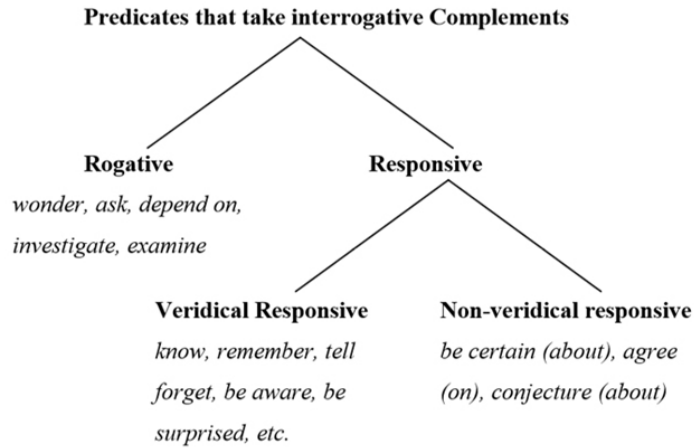 Predicates that take interrogative Complements
Rogative
wonder, ask, depend on,
investigate, examine
Responsive
Veridical Responsive
know, remember, tell
forget, be aware, be
surprised, etc.
Non-veridical responsive
be certain (about), agree
(on), conjecture (about)